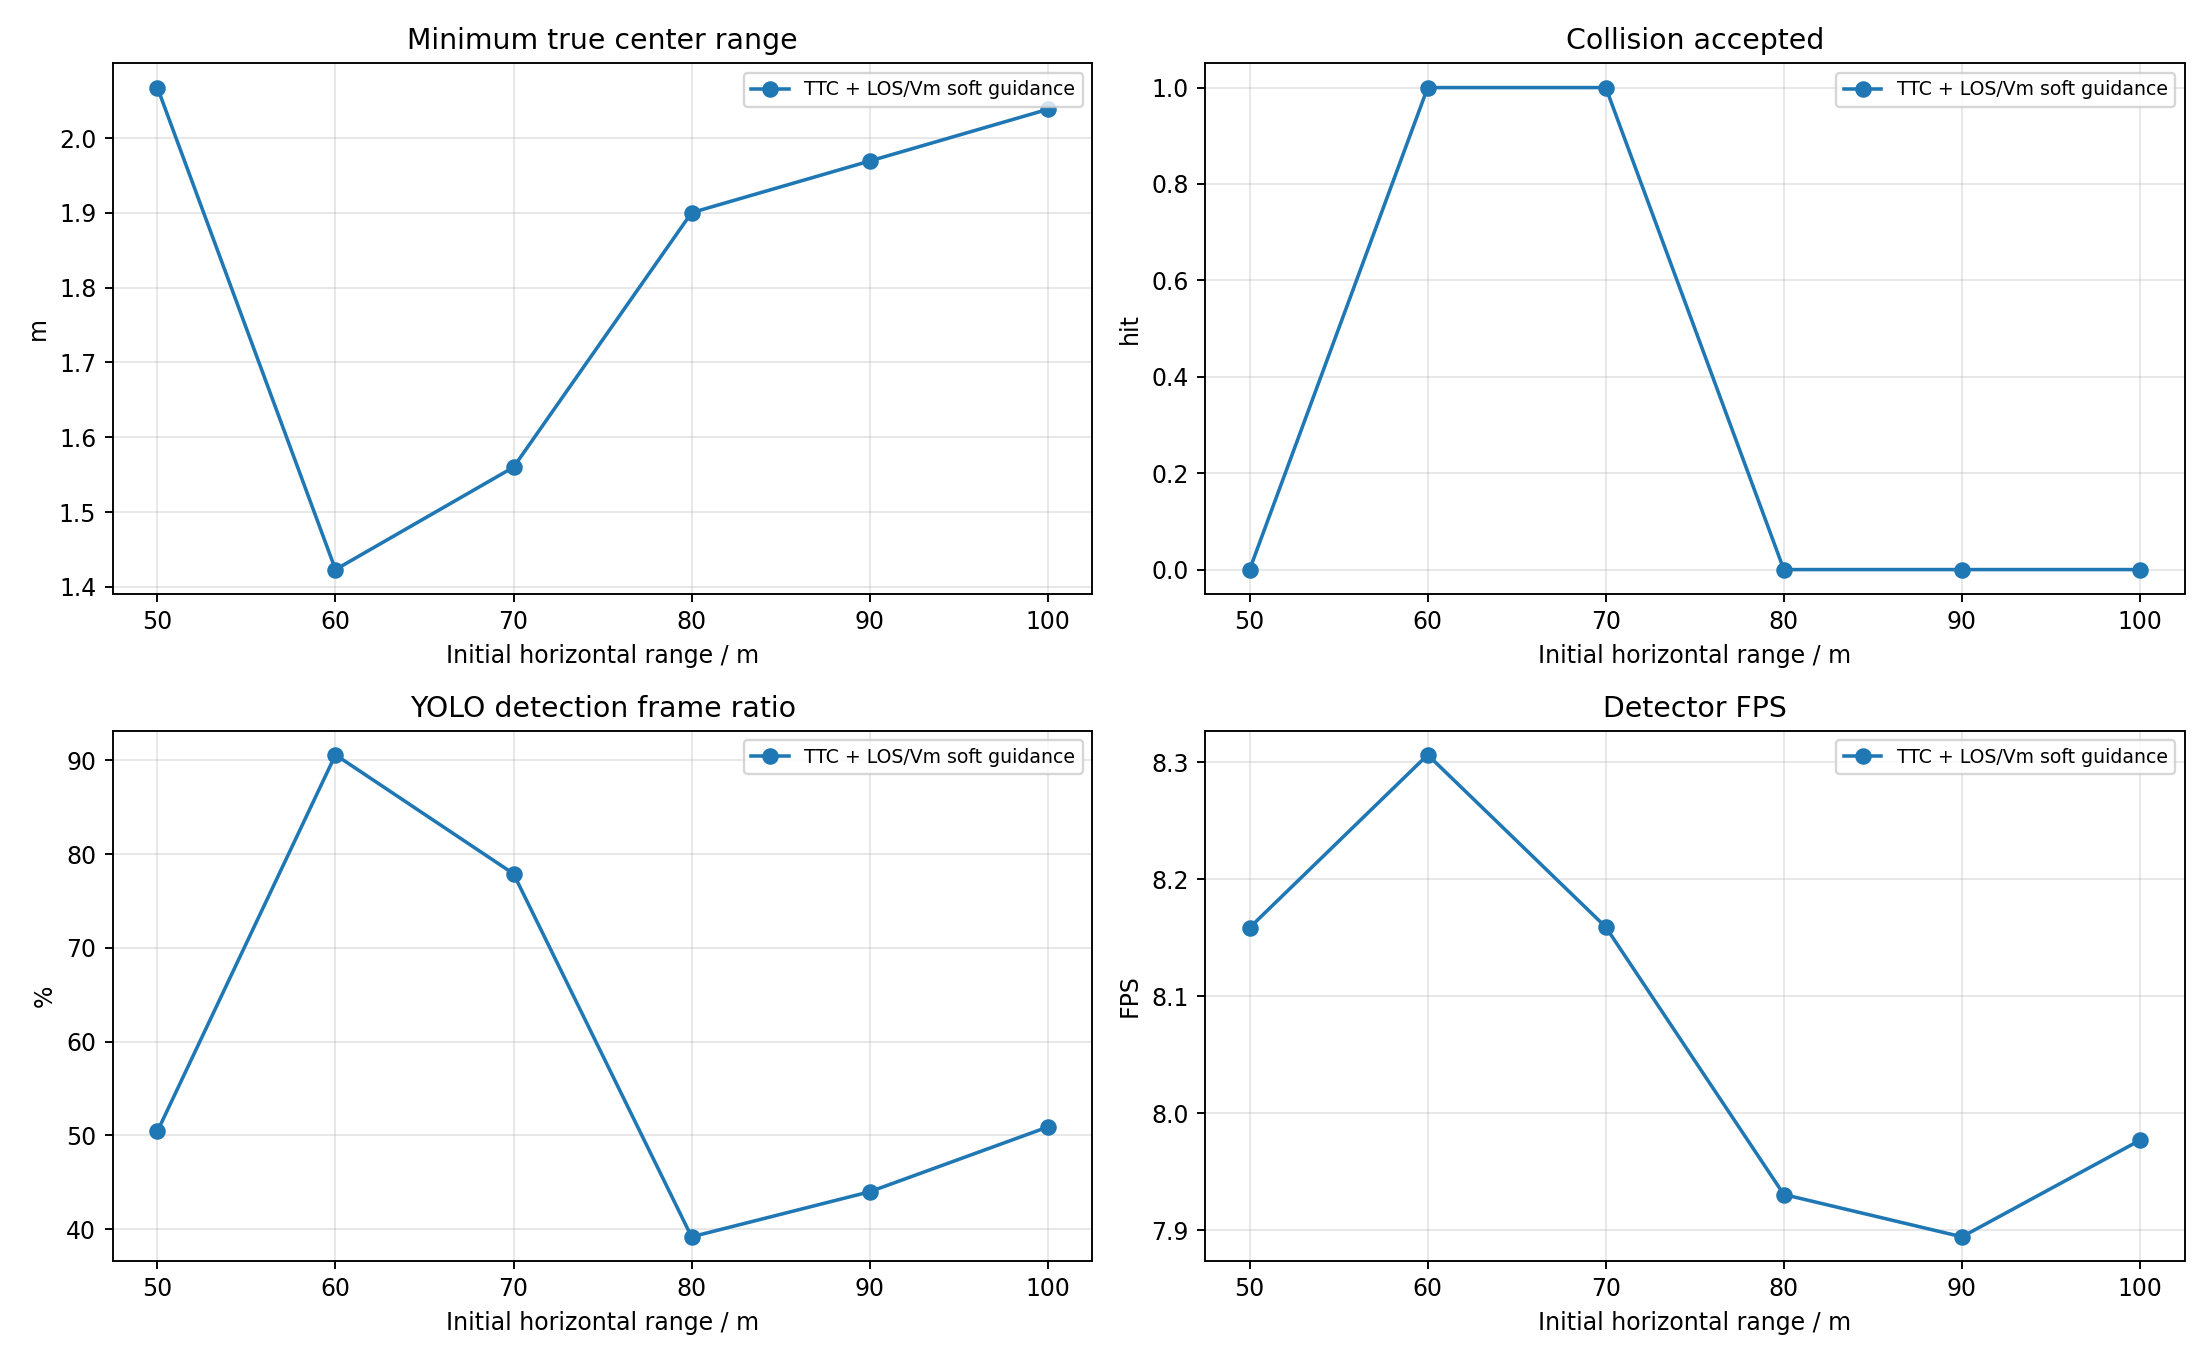 Minimum true center range
TTC + LOS/Vm soft guidance
2.0
1.9
1.8
1.7
1.6
1.5
1.4
m
50 60 70 80 90 100
Initial horizontal range / m
Collision accepted
TTC + LOS/Vm soft guidance
1.0
0.8
0.6
0.4
0.2
0.0
hit
50 60 70 80 90 100
Initial horizontal range / m
YOLO detection frame ratio
TTC + LOS/Vm soft guidance
90
80
70
60
50
40
%
50 60 70 80 90 100
Initial horizontal range / m
Detector FPS
TTC + LOS/Vm soft guidance
8.3
8.2
8.1
8.0
7.9
FPS
50 60 70 80 90 100
Initial horizontal range / m